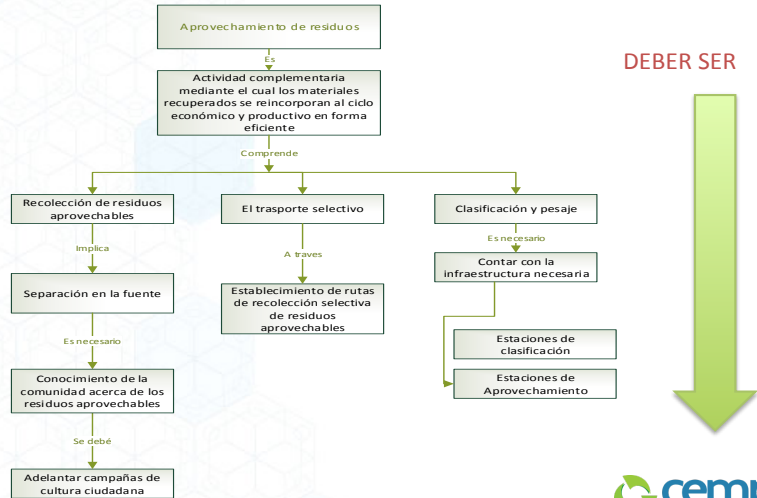 Aprovechamiento de residuos
DEBER SER
Es
Actividad complementaria
mediante el cual los materiales
recuperados se reincorporan al ciclo
económico y productivo en forma
eficiente
Comprende
Recolección de residuos
aprovechables
El trasporte selectivo
Clasificación y pesaje
Implica
A traves
Es necesario
Contar con la
infraestructura necesaria
Separación en la fuente
Establecimiento de rutas
de recolección selectiva
de residuos
aprovechables
Es necesario
Estaciones de
clasificación
Conocimiento de la
comunidad acerca de los
residuos aprovechables
Estaciones de
Aprovechamiento
Se debé
Adelantar campañas de
cultura ciudadana